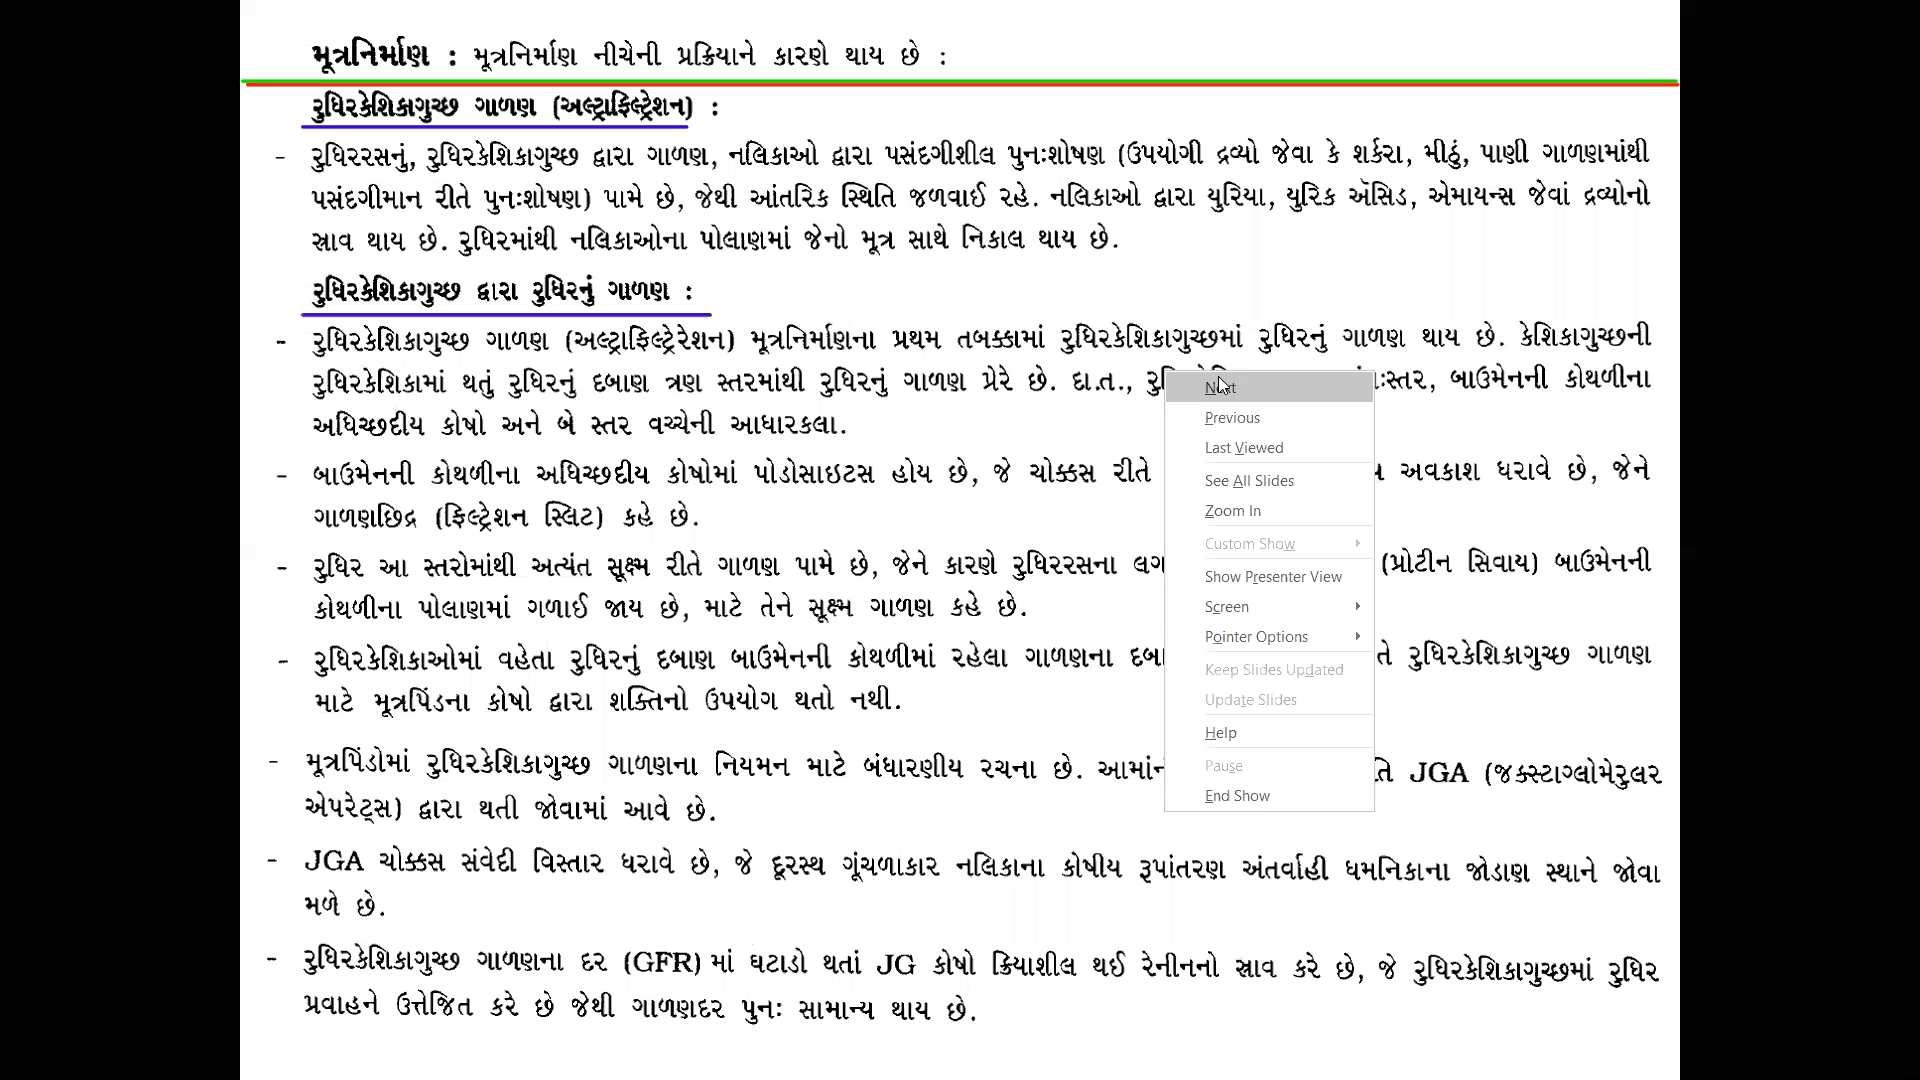 મૂત્રનિર્માણ : મૂત્રનિર્માણ નીચેની પ્રક્રિયાને કારણે થાય છે :
રુધિરકેશિકાગુચ્છ ગાળણ (અલ્ટ્રાફિલ્ટ્રેશન) :
- રુધિરરસનું, રુધિરકેશિકાગુચ્છ દ્વારા ગાળણ, નલિકાઓ દ્વારા પસંદગીશીલ પુનઃશોષણ (ઉપયોગી દ્રવ્યો જેવા કે શર્કરા, મીઠું, પાણી ગાળણમાંથી
પસંદગીમાન રીતે પુનઃશોષણ) પામે છે, જેથી આંતરિક સ્થિતિ જળવાઈ રહે. નલિકાઓ દ્વારા યુરિયા, યુરિક ઍસિડ, એમાયન્સ જેવાં દ્રવ્યોનો
સ્રાવ થાય છે. રુધિરમાંથી નલિકાઓના પોલાણમાં જેનો મૂત્ર સાથે નિકાલ થાય છે.
રુધિરકેશિકાગુચ્છ દ્વારા રુધિરનું ગાળણ :
- રુધિરકેશિકાગુચ્છ ગાળણ (અલ્ટ્રાફિલ્ટ્રેરેશન) મૂત્રનિર્માણના પ્રથમ તબક્કામાં રુધિરકેશિકાગુચ્છમાં રુધિરનું ગાળણ થાય છે. કેશિકાગુચ્છની
રુધિરકેશિકામાં થતું રુધિરનું દબાણ ત્રણ સ્તરમાંથી રુધિરનું ગાળણ પ્રેરે છે. દા.ત., બાઉમેનની કોથળીના
અધિચ્છદીય કોષો અને બે સ્તર વચ્ચેની આધારકલા.
- બાઉમેનની કોથળીના અધિચ્છદીય કોષોમાં પોડોસાઇટસ હોય છે, જે ચોક્કસ રીતે અવકાશ ધરાવે છે, જેને
ગાળણછિદ્ર (ફિલ્ટ્રેશન સ્લિટ) કહે છે.
- રુધિર આ સ્તરોમાંથી અત્યંત સૂક્ષ્મ રીતે ગાળણ પામે છે, જેને કારણે રુધિરરસના (પ્રોટીન સિવાય) બાઉમેનની
કોથળીના પોલાણમાં ગળાઈ જાય છે, માટે તેને સૂક્ષ્મ ગાળણ કહે છે.
- રુધિરકેશિકાઓમાં વહેતા રુધિરનું દબાણ બાઉમેનની કોથળીમાં રહેલા ગાળણના રુધિરકેશિકાગુચ્છ ગાળણ
માટે મૂત્રપિંડના કોષો દ્વારા શક્તિનો ઉપયોગ થતો નથી.
- મૂત્રપિંડોમાં રુધિરકેશિકાગુચ્છ ગાળણના નિયમન માટે બંધારણીય રચના છે. JGA (જક્સ્ટાગ્લોમેરુલર
એપરેટ્સ) દ્વારા થતી જોવામાં આવે છે.
- JGA ચોક્કસ સંવેદી વિસ્તાર ધરાવે છે, જે દૂરસ્થ ગૂંચળાકાર નલિકાના કોષીય રૂપાંતરણ અંતર્વાહી ધમનિકાના જોડાણ સ્થાને જોવા
મળે છે.
- રુધિરકેશિકાગુચ્છ ગાળણના દર (GFR) માં ઘટાડો થતાં JG કોષો ક્રિયાશીલ થઈ રેનીનનો સ્રાવ કરે છે, જે રુધિરકેશિકાગુચ્છમાં રુધિર
પ્રવાહને ઉત્તેજિત કરે છે જેથી ગાળણદર પુનઃ સામાન્ય થાય છે.
Next
Previous
Last Viewed
See All Slides
Zoom In
Custom Show
Show Presenter View
Screen
Pointer Options
Keep Slides Updated
Update Slides
Help
Pause
End Show